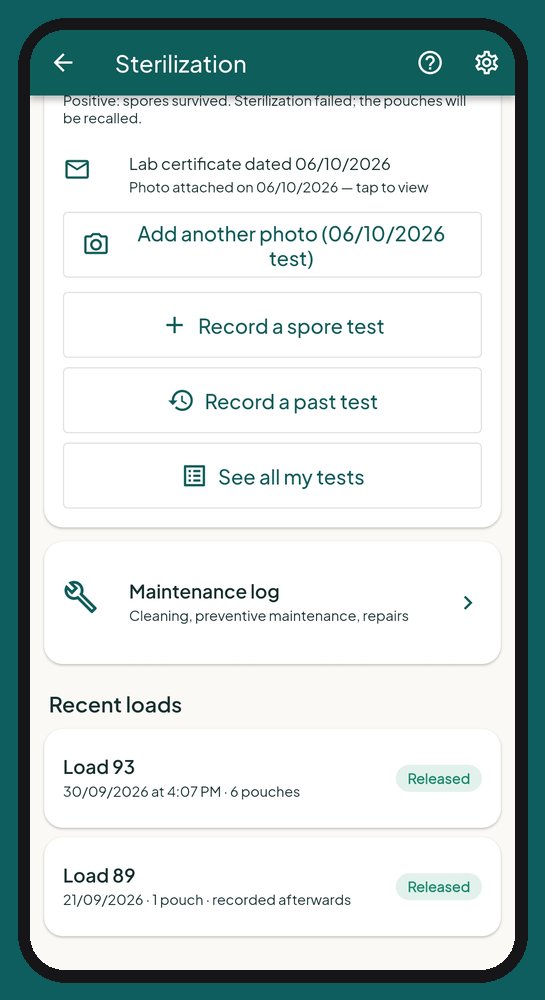 Sterilization
Positive: spores survived. Sterilization failed; the pouches will
be recalled.
Lab certificate dated 06/10/2026
Photo attached on 06/10/2026 — tap to view
Add another photo (06/10/2026
test)
Record a spore test
Record a past test
See all my tests
Maintenance log
Cleaning, preventive maintenance, repairs
Recent loads
Load 93
30/09/2026 at 4:07 PM · 6 pouches
Released
Load 89
21/09/2026 · 1 pouch · recorded afterwards
Released